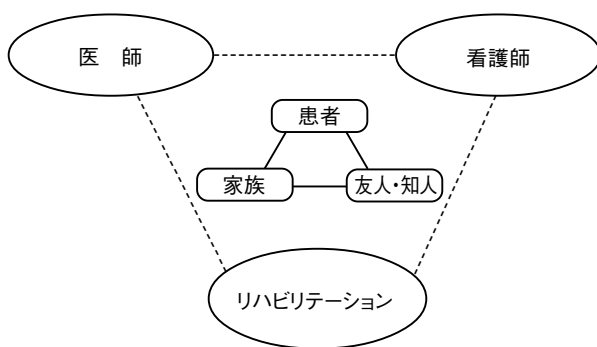 医　師
看護師
患者
家族
友人・知人
リハビリテーション